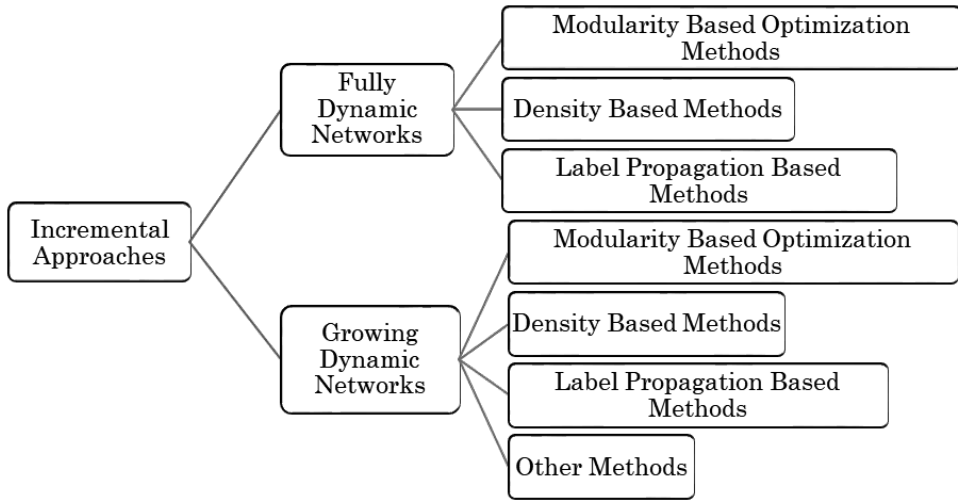 Incremental
Approaches
Fully
Dynamic
Networks
Modularity Based Optimization
Methods
Density Based Methods
Label Propagation Based
Methods
Growing
Dynamic
Networks
Modularity Based Optimization
Methods
Density Based Methods
Label Propagation Based
Methods
Other Methods